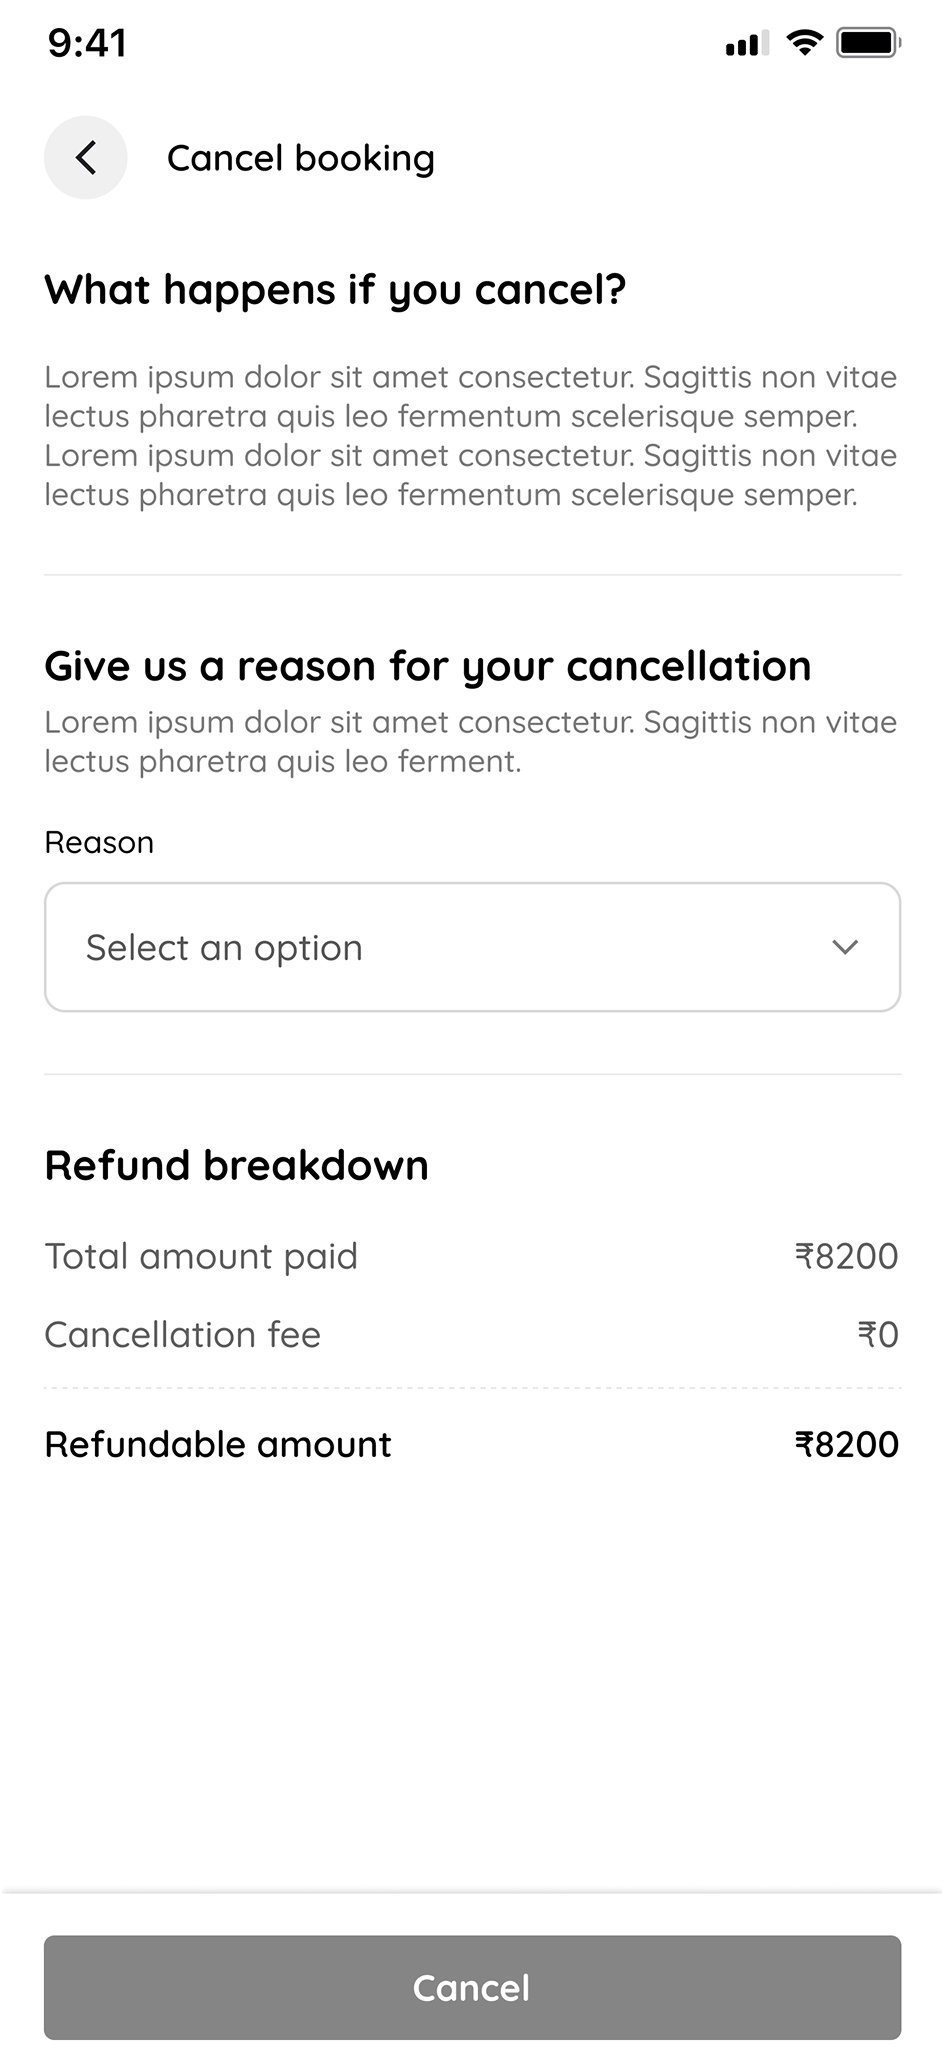 9:41
Cancel booking
What happens if you cancel?
Lorem ipsum dolor sit amet consectetur. Sagittis non vitae
lectus pharetra quis leo fermentum scelerisque semper.
Lorem ipsum dolor sit amet consectetur. Sagittis non vitae
lectus pharetra quis leo fermentum scelerisque semper.
Give us a reason for your cancellation
Lorem ipsum dolor sit amet consectetur. Sagittis non vitae
lectus pharetra quis leo ferment.
Reason
Select an option
Refund breakdown
Total amount paid ₹8200
Cancellation fee ₹0
Refundable amount ₹8200
Cancel